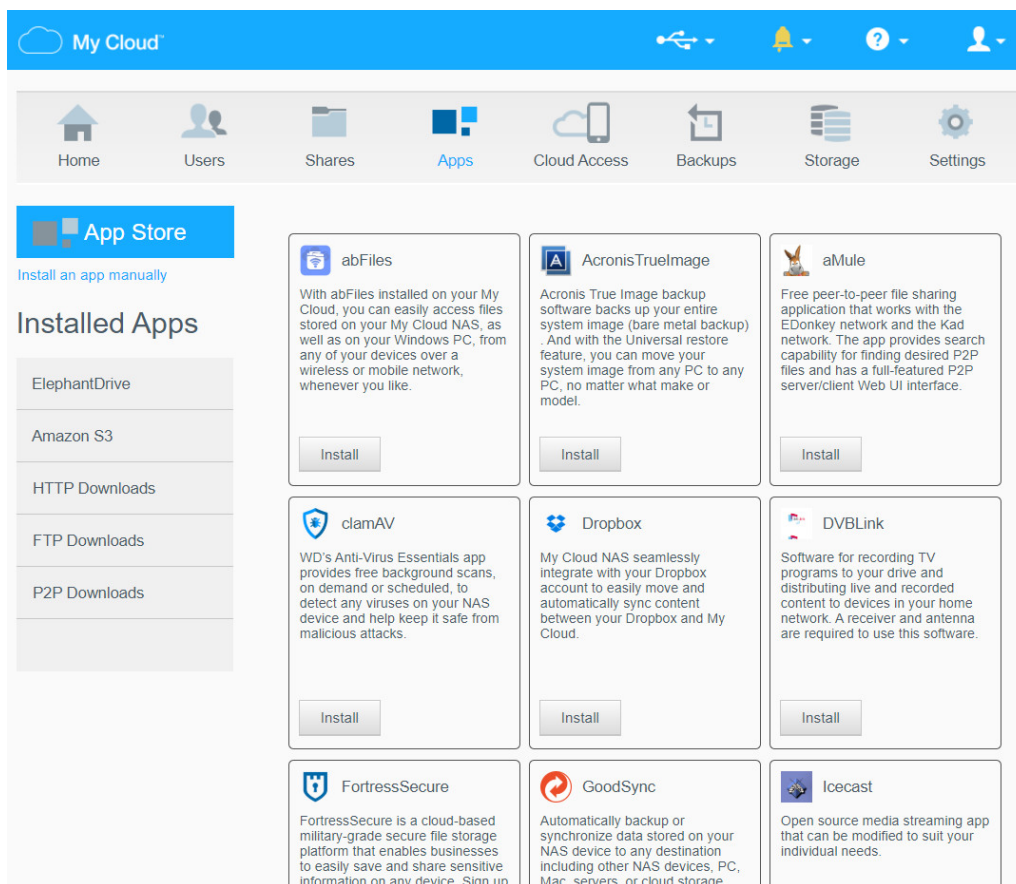 My Cloud™
Home
Users
Shares
Apps
Cloud Access
Backups
Storage
Settings
App Store
Install an app manually
Installed Apps
ElephantDrive
Amazon S3
HTTP Downloads
FTP Downloads
P2P Downloads
abFiles
With abFiles installed on your My
Cloud, you can easily access files
stored on your My Cloud NAS, as
well as on your Windows PC, from
any of your devices over a
wireless or mobile network,
whenever you like.
Install
AcronisTrueImage
Acronis True Image backup
software backs up your entire
system image (bare metal backup)
. And with the Universal restore
feature, you can move your
system image from any PC to any
PC, no matter what make or
model.
Install
aMule
Free peer-to-peer file sharing
application that works with the
EDonkey network and the Kad
network. The app provides search
capability for finding desired P2P
files and has a full-featured P2P
server/client Web UI interface.
Install
clamAV
WD's Anti-Virus Essentials app
provides free background scans,
on demand or scheduled, to
detect any viruses on your NAS
device and help keep it safe from
malicious attacks.
Install
Dropbox
My Cloud NAS seamlessly
integrate with your Dropbox
account to easily move and
automatically sync content
between your Dropbox and My
Cloud.
Install
DVBLink
Software for recording TV
programs to your drive and
distributing live and recorded
content to devices in your home
network. A receiver and antenna
are required to use this software.
Install
FortressSecure
FortressSecure is a cloud-based
military-grade secure file storage
platform that enables businesses
to easily save and share sensitive
information on any device. Sign up
GoodSync
Automatically backup or
synchronize data stored on your
NAS device to any destination
including other NAS devices, PC,
Mac, servers, or cloud storage
Icecast
Open source media streaming app
that can be modified to suit your
individual needs.